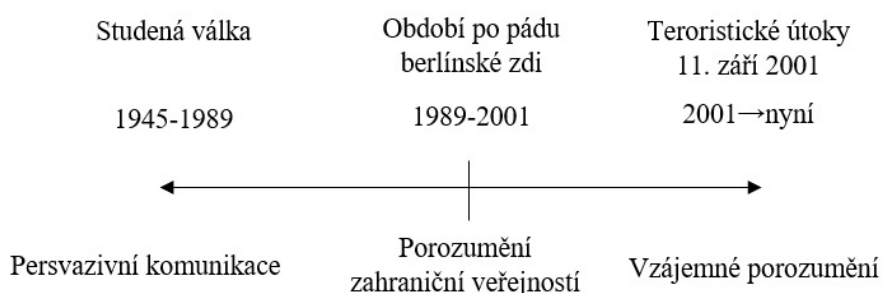 Studená válka
Období po pádu
berlínské zdi
Teroristické útoky
11. září 2001
1945-1989
1989-2001
2001→nyní
Persvazivní komunikace
Porozumění
zahraniční veřejností
Vzájemné porozumění